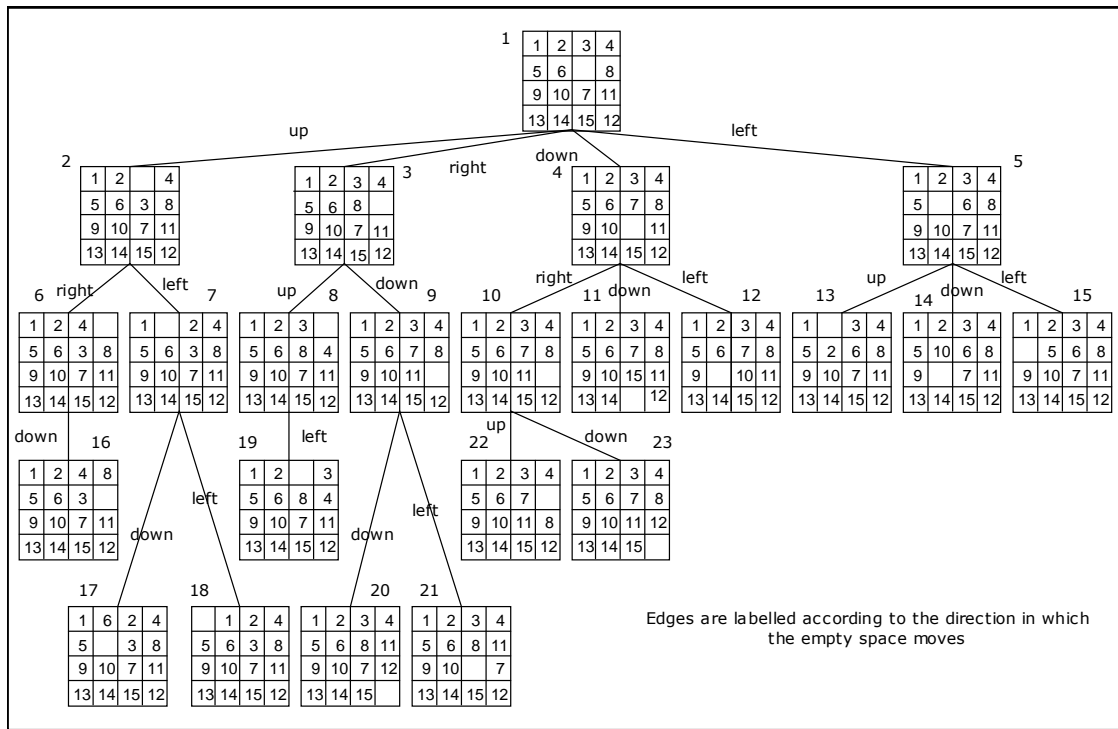 1
1 2 3 4
5 6 8
9 10 7 11
13 14 15 12
up
right
down
left
2
1 2 4
5 6 3 8
9 10 7 11
13 14 15 12
3
1 2 3 4
5 6 8
9 10 7 11
13 14 15 12
4
1 2 3 4
5 6 7 8
9 10 11
13 14 15 12
5
1 2 3 4
5 6 8
9 10 7 11
13 14 15 12
right
left
up
down
right
down
left
up
down
left
6
1 2 4
5 6 3 8
9 10 7 11
13 14 15 12
7
1 2 4
5 6 3 8
9 10 7 11
13 14 15 12
8
1 2 3
5 6 8 4
9 10 7 11
13 14 15 12
9
1 2 3 4
5 6 7 8
9 10 11
13 14 15 12
10
1 2 3 4
5 6 7 8
9 10 11
13 14 15 12
11
1 2 3 4
5 6 7 8
9 10 15 11
13 14 12
12
1 2 3 4
5 6 7 8
9 10 11
13 14 15 12
13
1 3 4
5 2 6 8
9 10 7 11
13 14 15 12
14
1 2 3 4
5 10 6 8
9 7 11
13 14 15 12
15
1 2 3 4
5 6 8
9 10 7 11
13 14 15 12
down
down
left
left
down
left
up
down
16
1 2 4 8
5 6 3
9 10 7 11
13 14 15 12
19
1 2 3
5 6 8 4
9 10 7 11
13 14 15 12
22
1 2 3 4
5 6 7
9 10 11 8
13 14 15 12
23
1 2 3 4
5 6 7 8
9 10 11 12
13 14 15
17
1 6 2 4
5 3 8
9 10 7 11
13 14 15 12
18
1 2 4
5 6 3 8
9 10 7 11
13 14 15 12
20
1 2 3 4
5 6 8 11
9 10 7 12
13 14 15
21
1 2 3 4
5 6 8 11
9 10 7
13 14 15 12
Edges are labelled according to the direction in which
the empty space moves